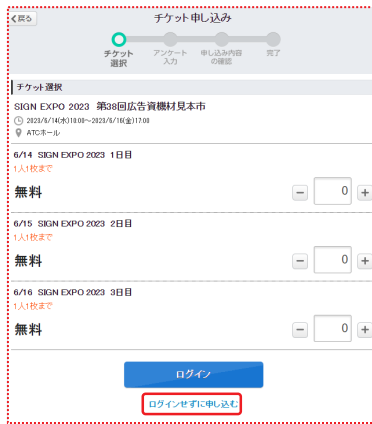 戻る
チケット申し込み
チケット
選択
アンケート
入力
申し込み内容
の確認
完了
チケット選択
SIGN EXPO 2023 第38回広告資機材見本市
2023/6/14(水)10:00～2023/6/16(金)17:00
ATCホール
6/14 SIGN EXPO 2023 1日目
1人1枚まで
無料
－ 0 ＋
6/15 SIGN EXPO 2023 2日目
1人1枚まで
無料
－ 0 ＋
6/16 SIGN EXPO 2023 3日目
1人1枚まで
無料
－ 0 ＋
ログイン
ログインせずに申し込む